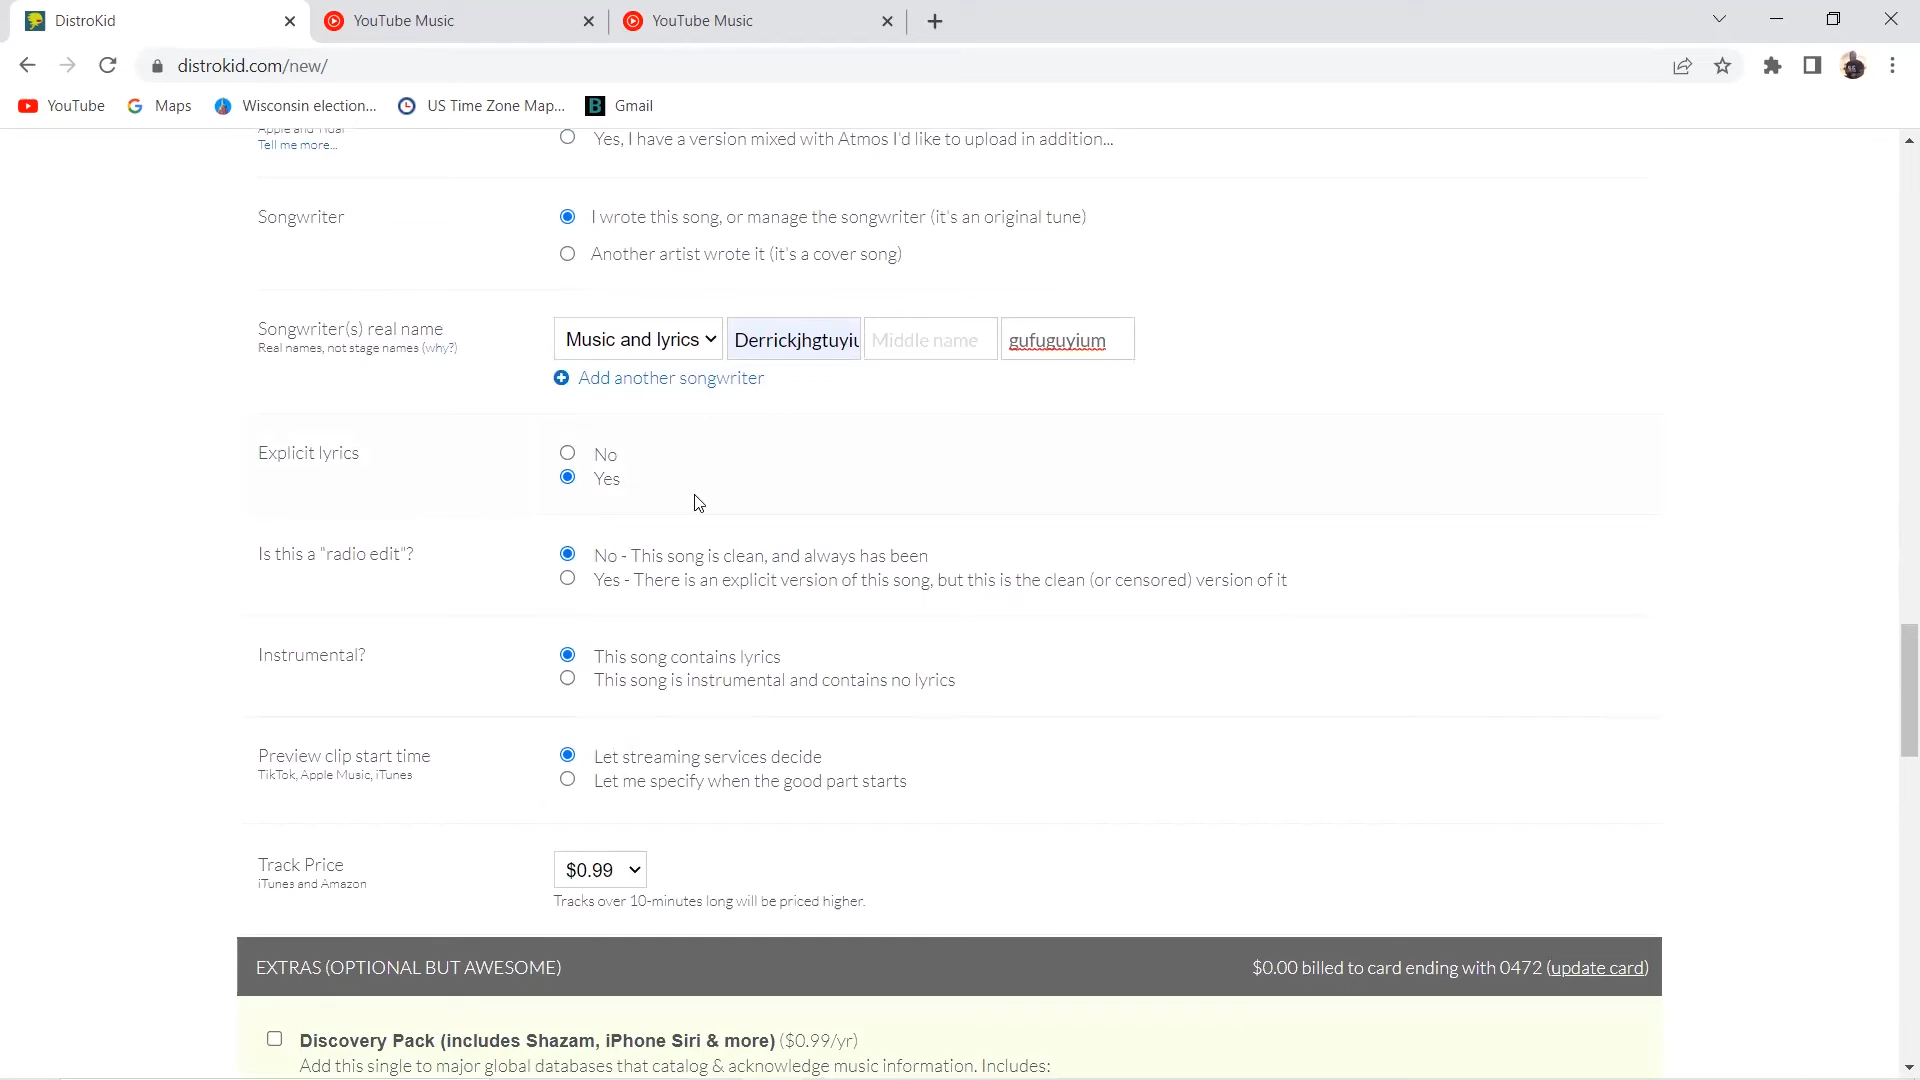 DistroKid
YouTube Music
YouTube Music
distrokid.com/new/
YouTube
Maps
Wisconsin election...
US Time Zone Map...
Gmail
Apple and Tidal
Tell me more...
Yes, I have a version mixed with Atmos I'd like to upload in addition...
Songwriter
I wrote this song, or manage the songwriter (it's an original tune)
Another artist wrote it (it's a cover song)
Songwriter(s) real name
Real names, not stage names (why?)
Music and lyrics
Derrickjhgtuyiu
Middle name
gufuguyium
Add another songwriter
Explicit lyrics
No
Yes
Is this a "radio edit"?
No - This song is clean, and always has been
Yes - There is an explicit version of this song, but this is the clean (or censored) version of it
Instrumental?
This song contains lyrics
This song is instrumental and contains no lyrics
Preview clip start time
TikTok, Apple Music, iTunes
Let streaming services decide
Let me specify when the good part starts
Track Price
iTunes and Amazon
$0.99
Tracks over 10-minutes long will be priced higher.
EXTRAS (OPTIONAL BUT AWESOME)
$0.00 billed to card ending with 0472 (update card)
Discovery Pack (includes Shazam, iPhone Siri & more) ($0.99/yr)
Add this single to major global databases that catalog & acknowledge music information. Includes: